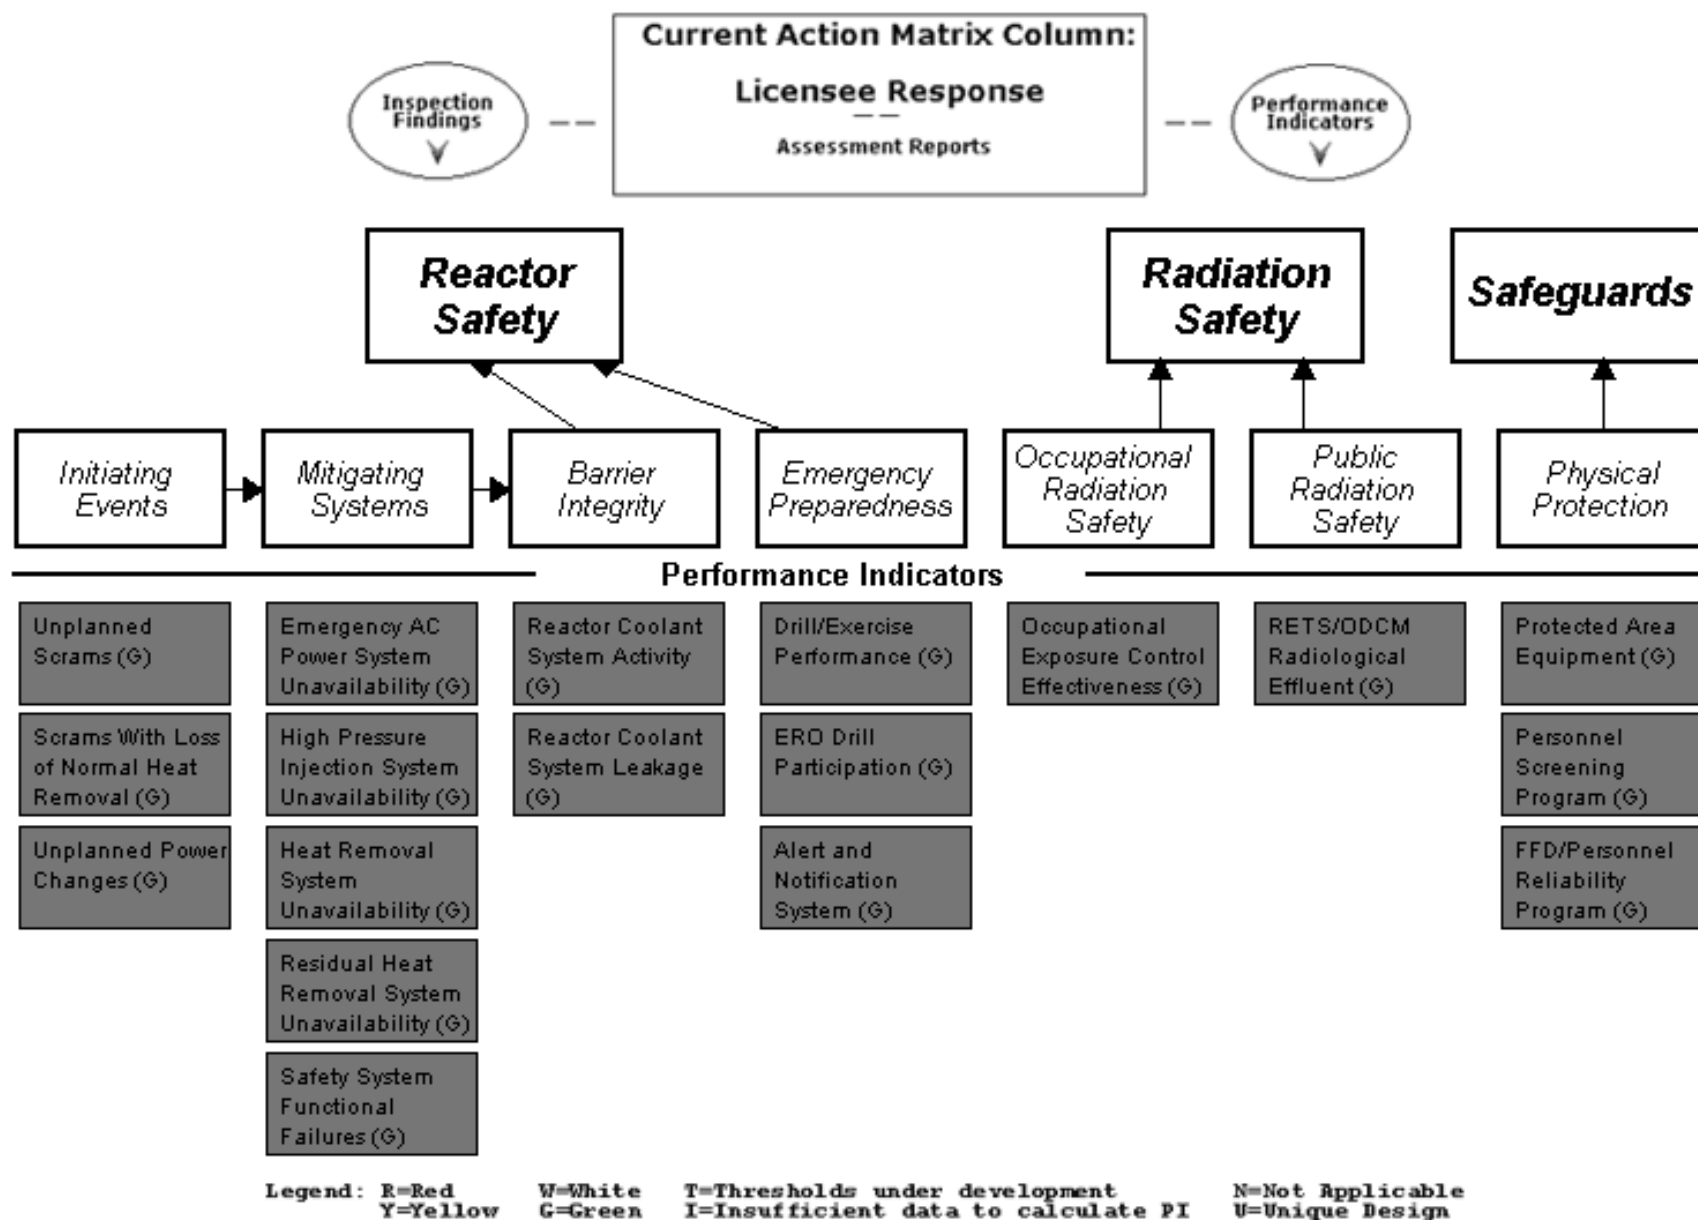 Current Action Matrix Column:
Licensee Response
Assessment Reports
Inspection
Findings
Performance
Indicators
Reactor
Safety
Radiation
Safety
Safeguards
Initiating
Events
Mitigating
Systems
Barrier
Integrity
Emergency
Preparedness
Occupational
Radiation
Safety
Public
Radiation
Safety
Physical
Protection
Performance Indicators
Unplanned
Scrams (G)
Scrams With Loss
of Normal Heat
Removal (G)
Unplanned Power
Changes (G)
Emergency AC
Power System
Unavailability (G)
High Pressure
Injection System
Unavailability (G)
Heat Removal
System
Unavailability (G)
Residual Heat
Removal System
Unavailability (G)
Safety System
Functional
Failures (G)
Reactor Coolant
System Activity
(G)
Reactor Coolant
System Leakage
(G)
Drill/Exercise
Performance (G)
ERO Drill
Participation (G)
Alert and
Notification
System (G)
Occupational
Exposure Control
Effectiveness (G)
RETS/ODCM
Radiological
Effluent (G)
Protected Area
Equipment (G)
Personnel
Screening
Program (G)
FFD/Personnel
Reliability
Program (G)
Legend: R=Red W=White T=Thresholds under development N=Not Applicable
Y=Yellow G=Green I=Insufficient data to calculate PI U=Unique Design